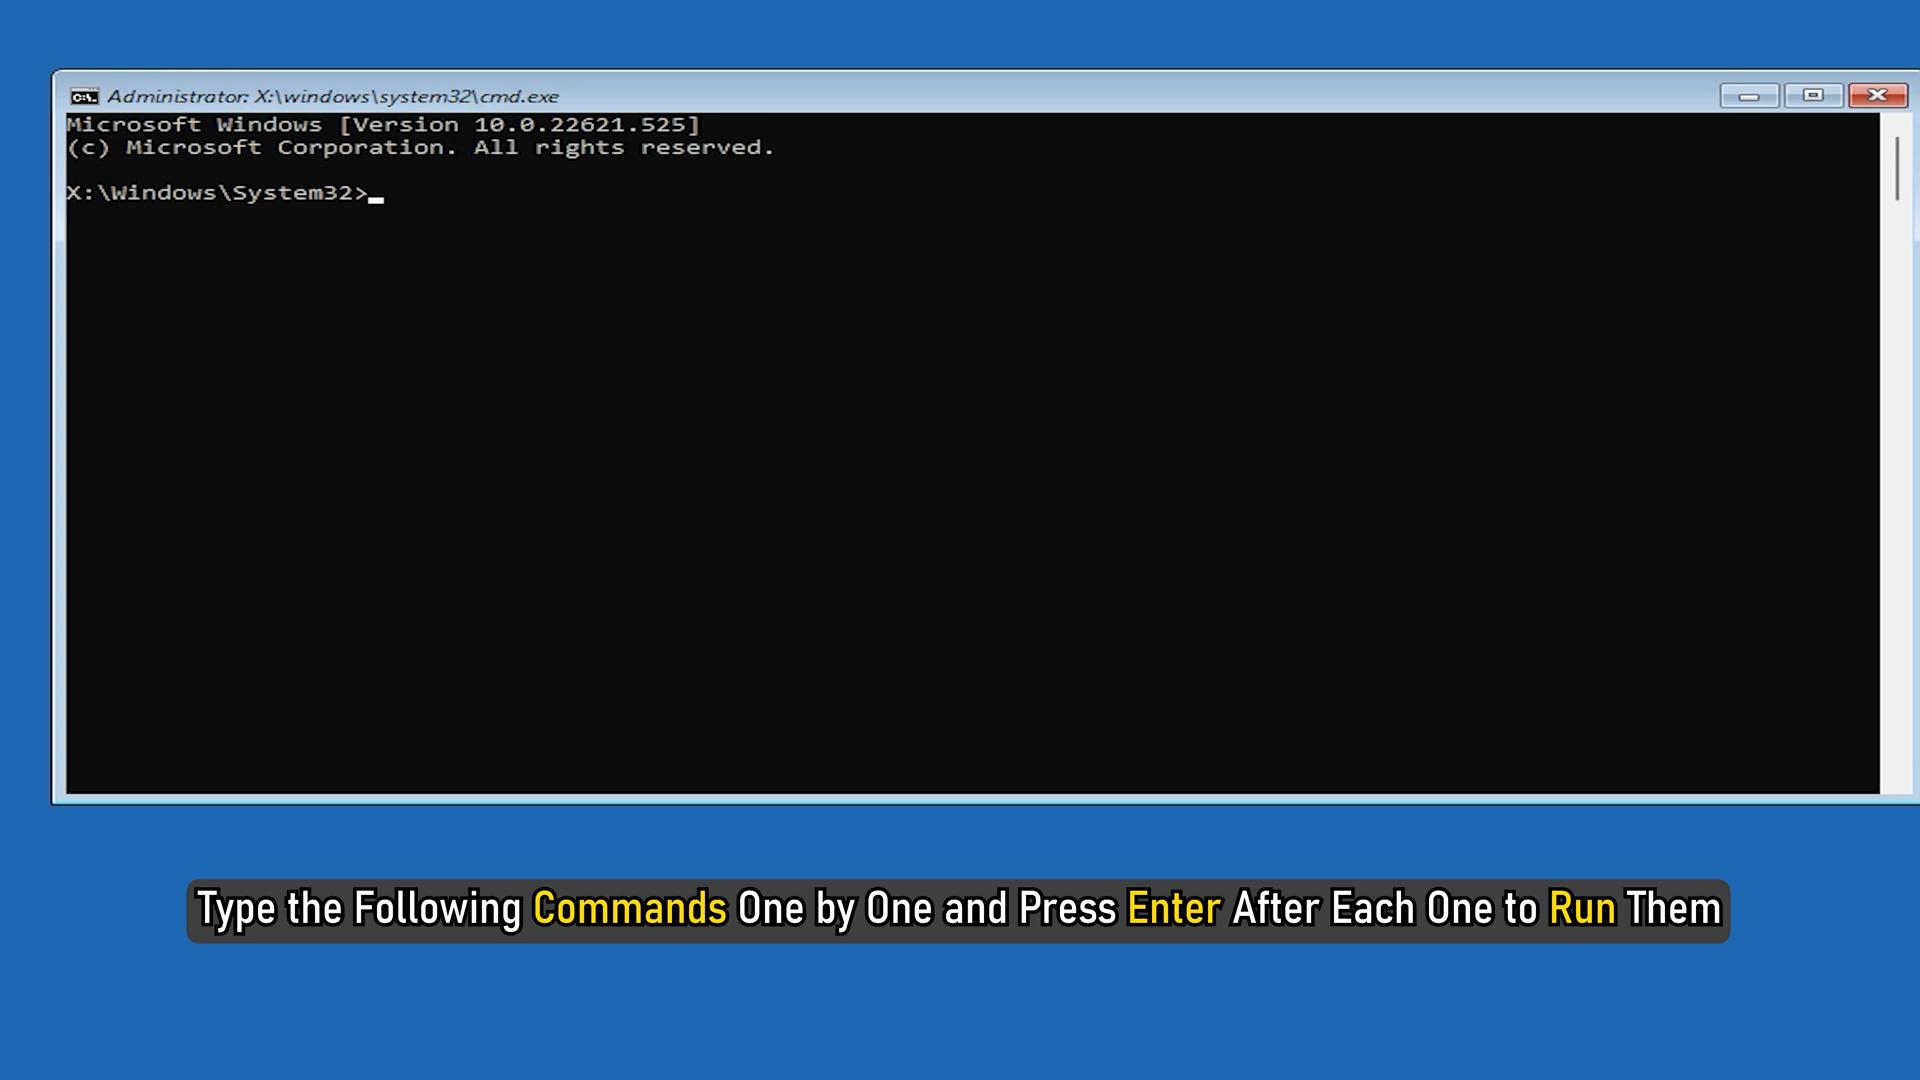 Administrator: X:\windows\system32\cmd.exe
Microsoft Windows [Version 10.0.22621.525]
(c) Microsoft Corporation. All rights reserved.
X:\Windows\System32>
Type the Following Commands One by One and Press Enter After Each One to Run Them